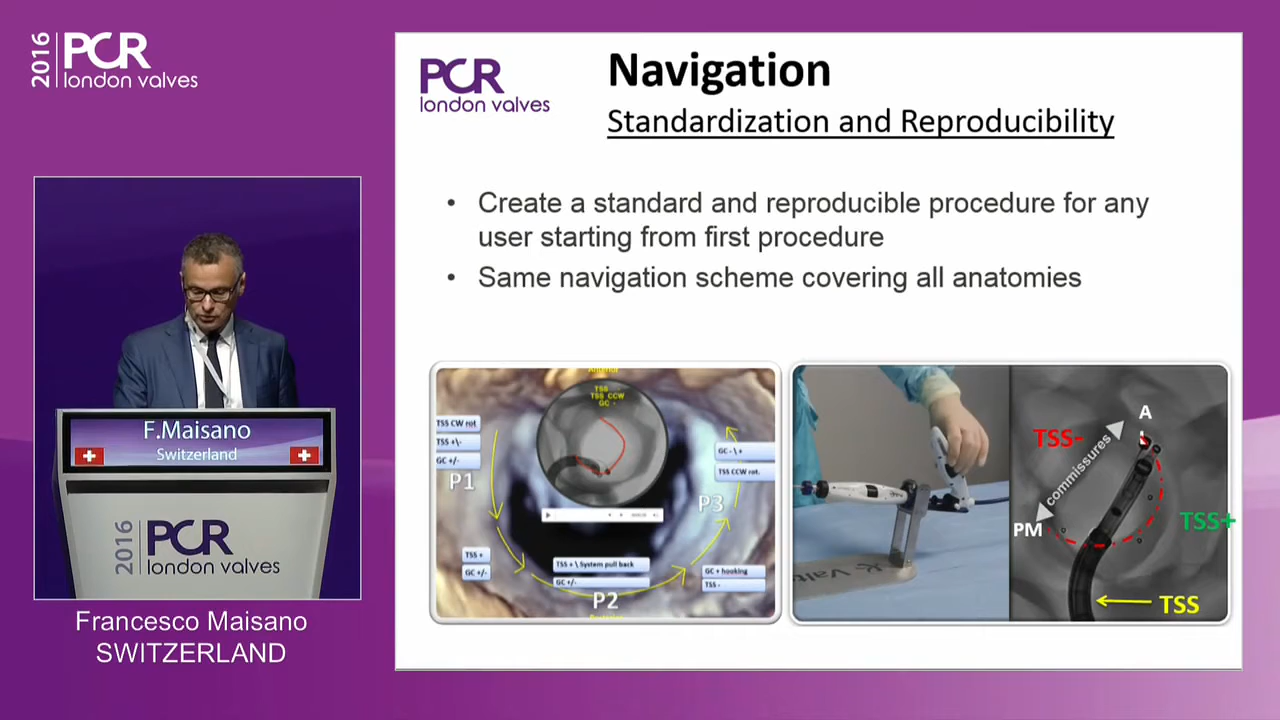 2016 PCR
london valves
PCR
london valves
Navigation
Standardization and Reproducibility
• Create a standard and reproducible procedure for any
user starting from first procedure
• Same navigation scheme covering all anatomies
TSS
TSS CCW
GC -
TSS CW rot
TSS +\-
GC +/-
P1
GC -\ +
TSS CCW rot.
P3
TSS +
GC +/-
TSS + \ System pull back
GC +/-
P2
GC + hooking
TSS -
A
TSS-
commissures
PM
TSS+
TSS
F.Maisano
Switzerland
2016 PCR
london valves
Francesco Maisano
SWITZERLAND